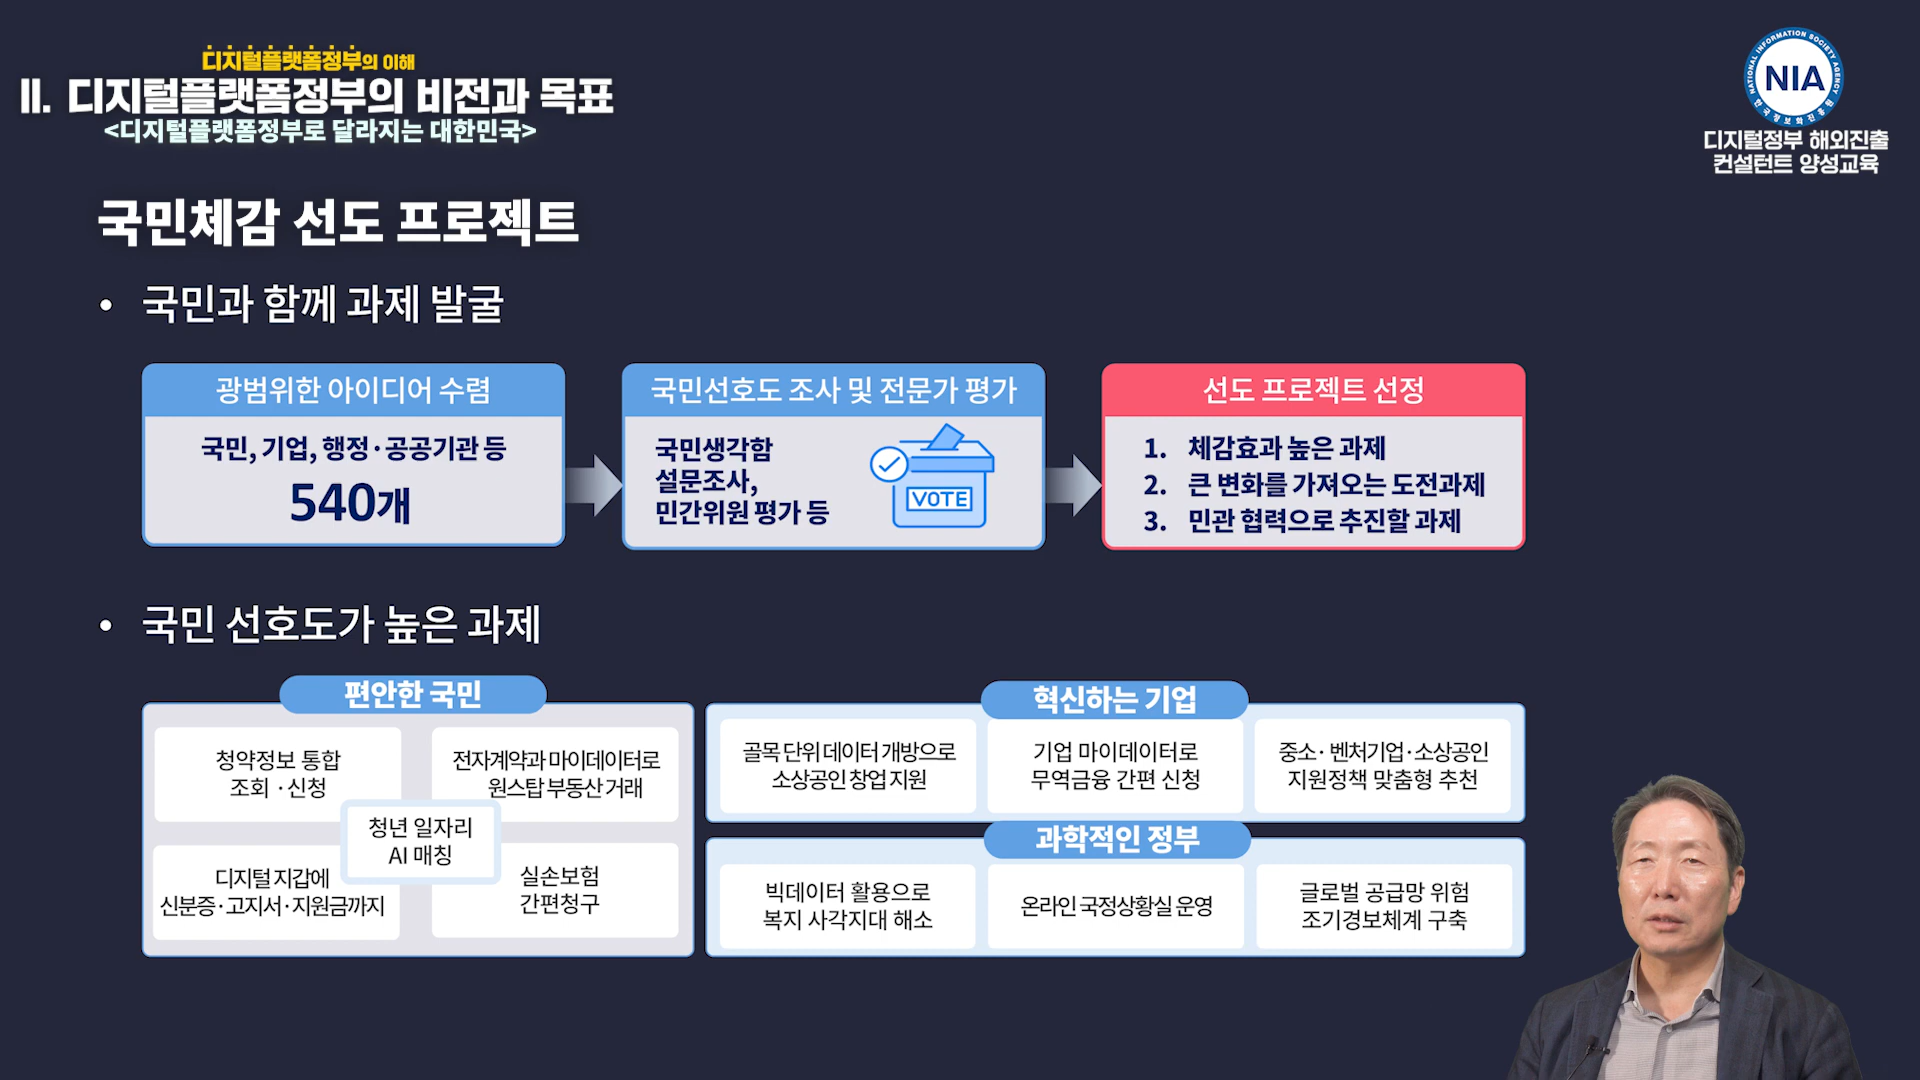 디지털플랫폼정부의 이해
II. 디지털플랫폼정부의 비전과 목표
<디지털플랫폼정부로 달라지는 대한민국>
NATIONAL INFORMATION SOCIETY AGENCY
NIA
한국정보화진흥원
디지털정부 해외진출
컨설턴트 양성교육
국민체감 선도 프로젝트
• 국민과 함께 과제 발굴
광범위한 아이디어 수렴
국민, 기업, 행정·공공기관 등
540개
국민선호도 조사 및 전문가 평가
국민생각함
설문조사,
민간위원 평가 등
VOTE
선도 프로젝트 선정
1. 체감효과 높은 과제
2. 큰 변화를 가져오는 도전과제
3. 민관 협력으로 추진할 과제
• 국민 선호도가 높은 과제
편안한 국민
청약정보 통합
조회 ·신청
전자계약과 마이데이터로
원스탑 부동산 거래
청년 일자리
AI 매칭
디지털 지갑에
신분증·고지서·지원금까지
실손보험
간편청구
혁신하는 기업
골목 단위 데이터 개방으로
소상공인 창업 지원
기업 마이데이터로
무역금융 간편 신청
중소· 벤처기업·소상공인
지원정책 맞춤형 추천
과학적인 정부
빅데이터 활용으로
복지 사각지대 해소
온라인 국정상황실 운영
글로벌 공급망 위험
조기경보체계 구축